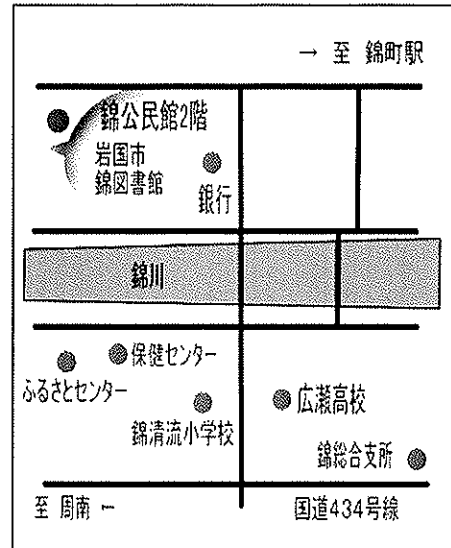 → 至 錦町駅
錦公民館2階
岩国市
錦図書館
銀行
錦川
保健センター
ふるさとセンター
錦清流小学校
広瀬高校
錦総合支所
至 周南 ←
国道434号線